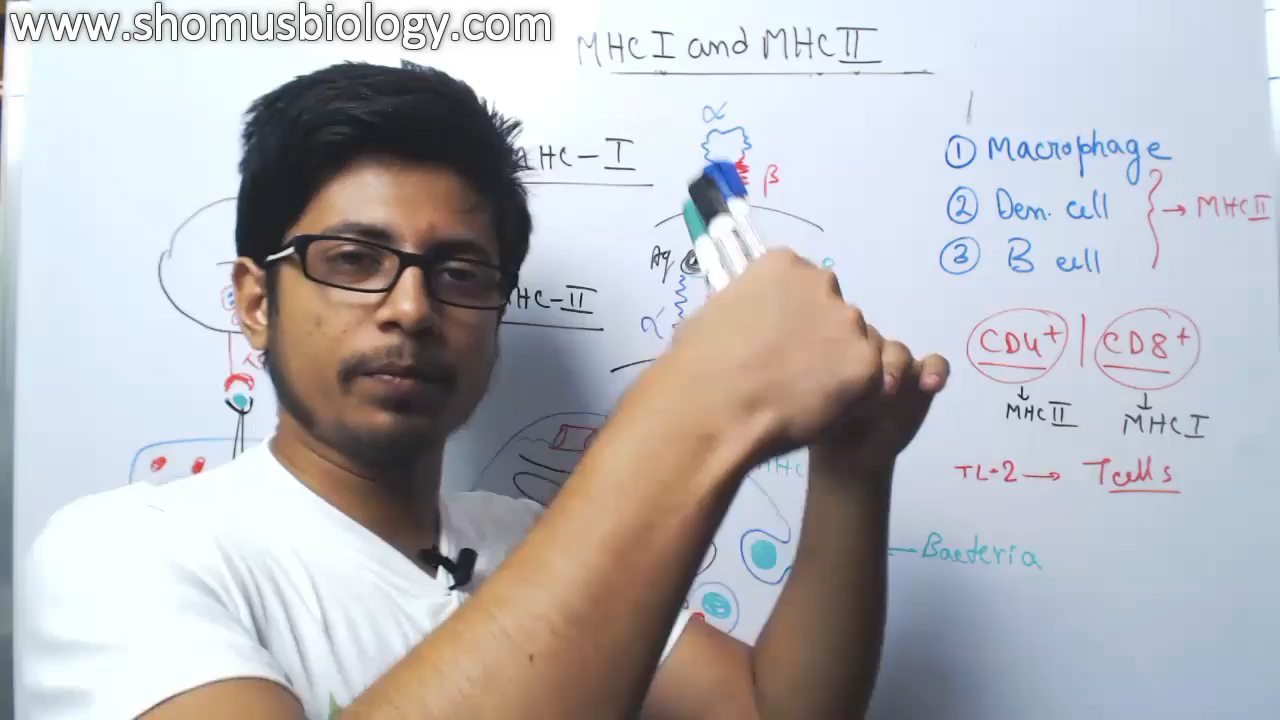 www.shomusbiology.com
MHC I and MHC II
α
MHC-I
β
① Macrophage
② Den. cell → MHC II
③ B cell
Ag
HC-II
α
CD4+ | CD8+
MHC II
MHC I
IL-2 → T cells
MHC
Bacteria